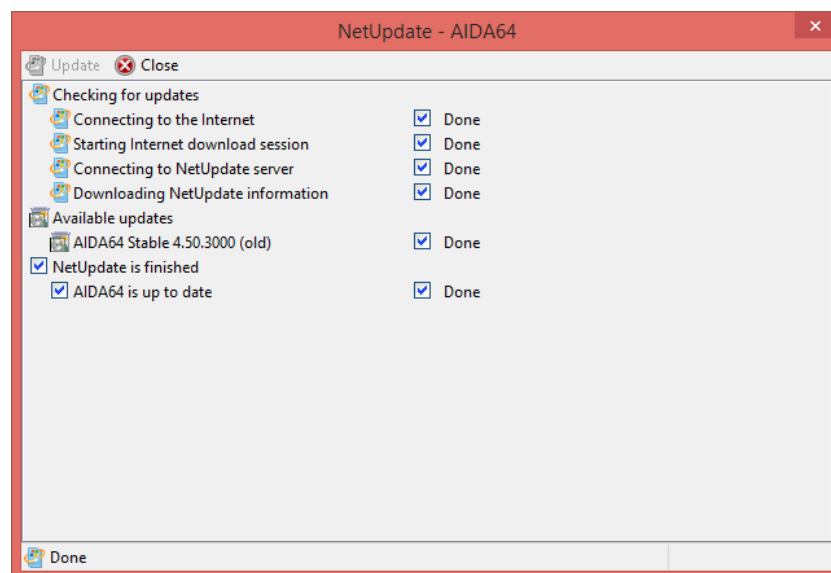 NetUpdate - AIDA64
Update Close
Checking for updates
Connecting to the Internet Done
Starting Internet download session Done
Connecting to NetUpdate server Done
Downloading NetUpdate information Done
Available updates
AIDA64 Stable 4.50.3000 (old) Done
NetUpdate is finished
AIDA64 is up to date Done
Done